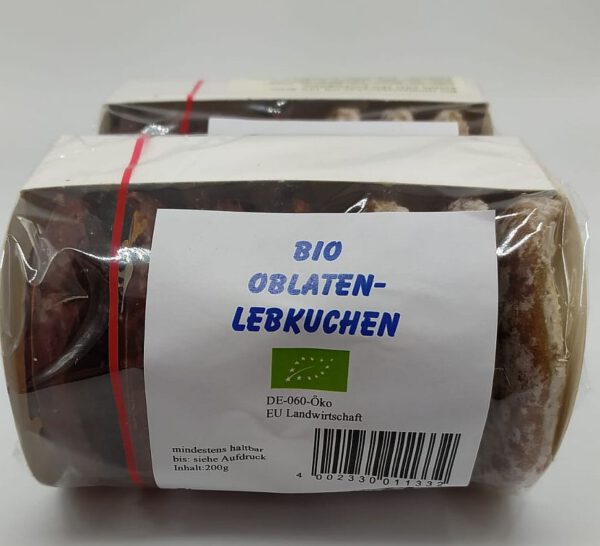 BIO
OBLATEN-
LEBKUCHEN
DE-060-Öko
EU Landwirtschaft
mindestens haltbar
bis: siehe Aufdruck
Inhalt:200g
4 002330 011332